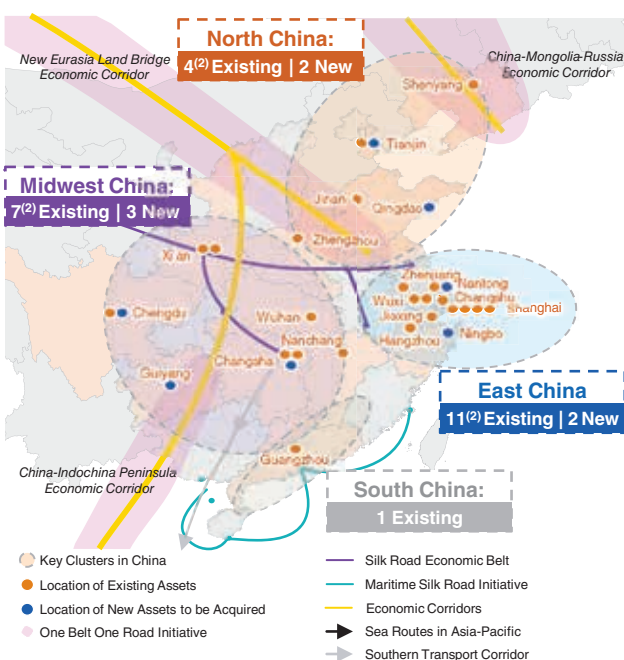 New Eurasia Land Bridge
Economic Corridor
North China:
4(2) Existing | 2 New
China-Mongolia-Russia
Economic Corridor
Shenyang
Tianjin
Midwest China:
7(2) Existing | 3 New
Jinan
Qingdao
Zhengzhou
Xi'an
Zhenjiang
Nantong
Wuxi
Changshu
Shanghai
Chengdu
Wuhan
Jiaxing
Nanchang
Hangzhou
Ningbo
Changsha
Guiyang
East China
11(2) Existing | 2 New
Guangzhou
China-Indochina Peninsula
Economic Corridor
South China:
1 Existing
Key Clusters in China
Location of Existing Assets
Location of New Assets to be Acquired
One Belt One Road Initiative
Silk Road Economic Belt
Maritime Silk Road Initiative
Economic Corridors
Sea Routes in Asia-Pacific
Southern Transport Corridor